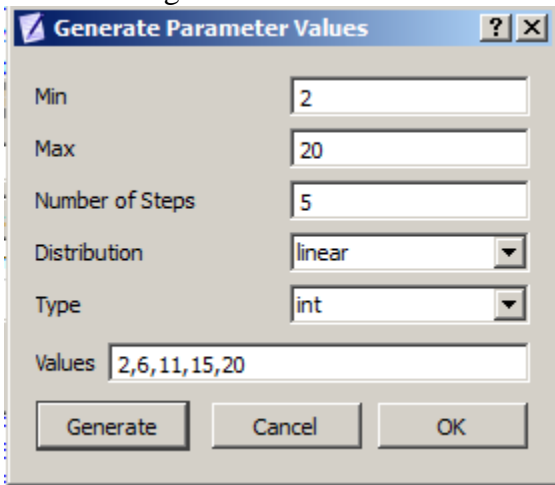 Generate Parameter Values ? X
Min 2
Max 20
Number of Steps 5
Distribution linear
Type int
Values 2,6,11,15,20
Generate Cancel OK